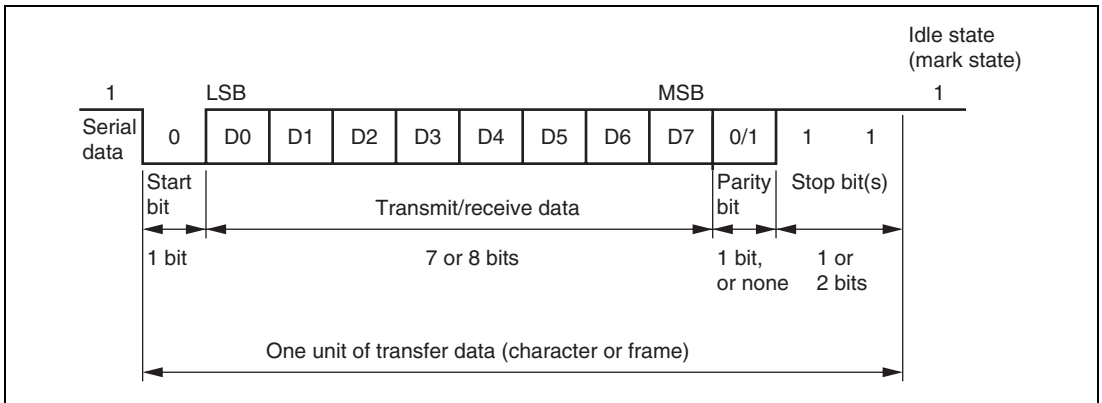 Idle state
(mark state)
1 LSB MSB 1
Serial
data
0 D0 D1 D2 D3 D4 D5 D6 D7 0/1 1 1
Start
bit
Transmit/receive data
Parity
bit
Stop bit(s)
1 bit
7 or 8 bits
1 bit,
or none
1 or
2 bits
One unit of transfer data (character or frame)